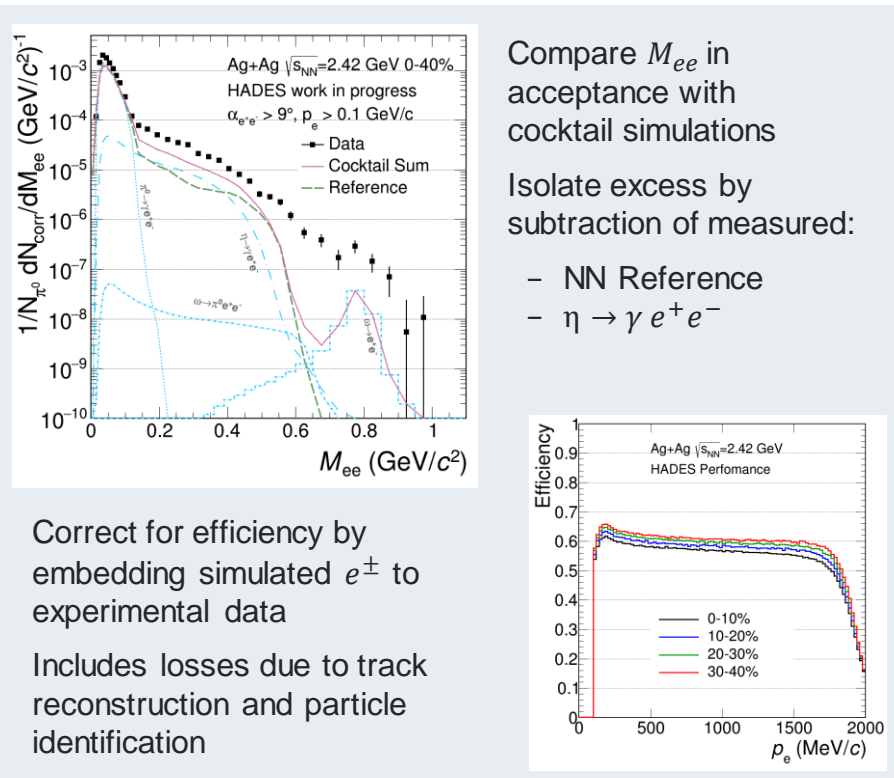 1/N_π⁰ dN_corr/dM_ee (GeV/c²)⁻¹
10⁻³
10⁻⁴
10⁻⁵
10⁻⁶
10⁻⁷
10⁻⁸
10⁻⁹
10⁻¹⁰
Ag+Ag √s_NN=2.42 GeV 0-40%
HADES work in progress
α_e⁺e⁻ > 9°, p_e > 0.1 GeV/c
Data
Cocktail Sum
Reference
π⁰→γe⁺e⁻
η→γe⁺e⁻
ω→π⁰e⁺e⁻
ω→e⁺e⁻
0 0.2 0.4 0.6 0.8 1
M_ee (GeV/c²)
Compare M_ee in
acceptance with
cocktail simulations
Isolate excess by
subtraction of measured:
– NN Reference
– η → γ e⁺e⁻
Correct for efficiency by
embedding simulated e^± to
experimental data
Includes losses due to track
reconstruction and particle
identification
Efficiency
1
0.9
0.8
0.7
0.6
0.5
0.4
0.3
0.2
0.1
0
Ag+Ag √s_NN=2.42 GeV
HADES Perfomance
0-10%
10-20%
20-30%
30-40%
0 500 1000 1500 2000
p_e (MeV/c)